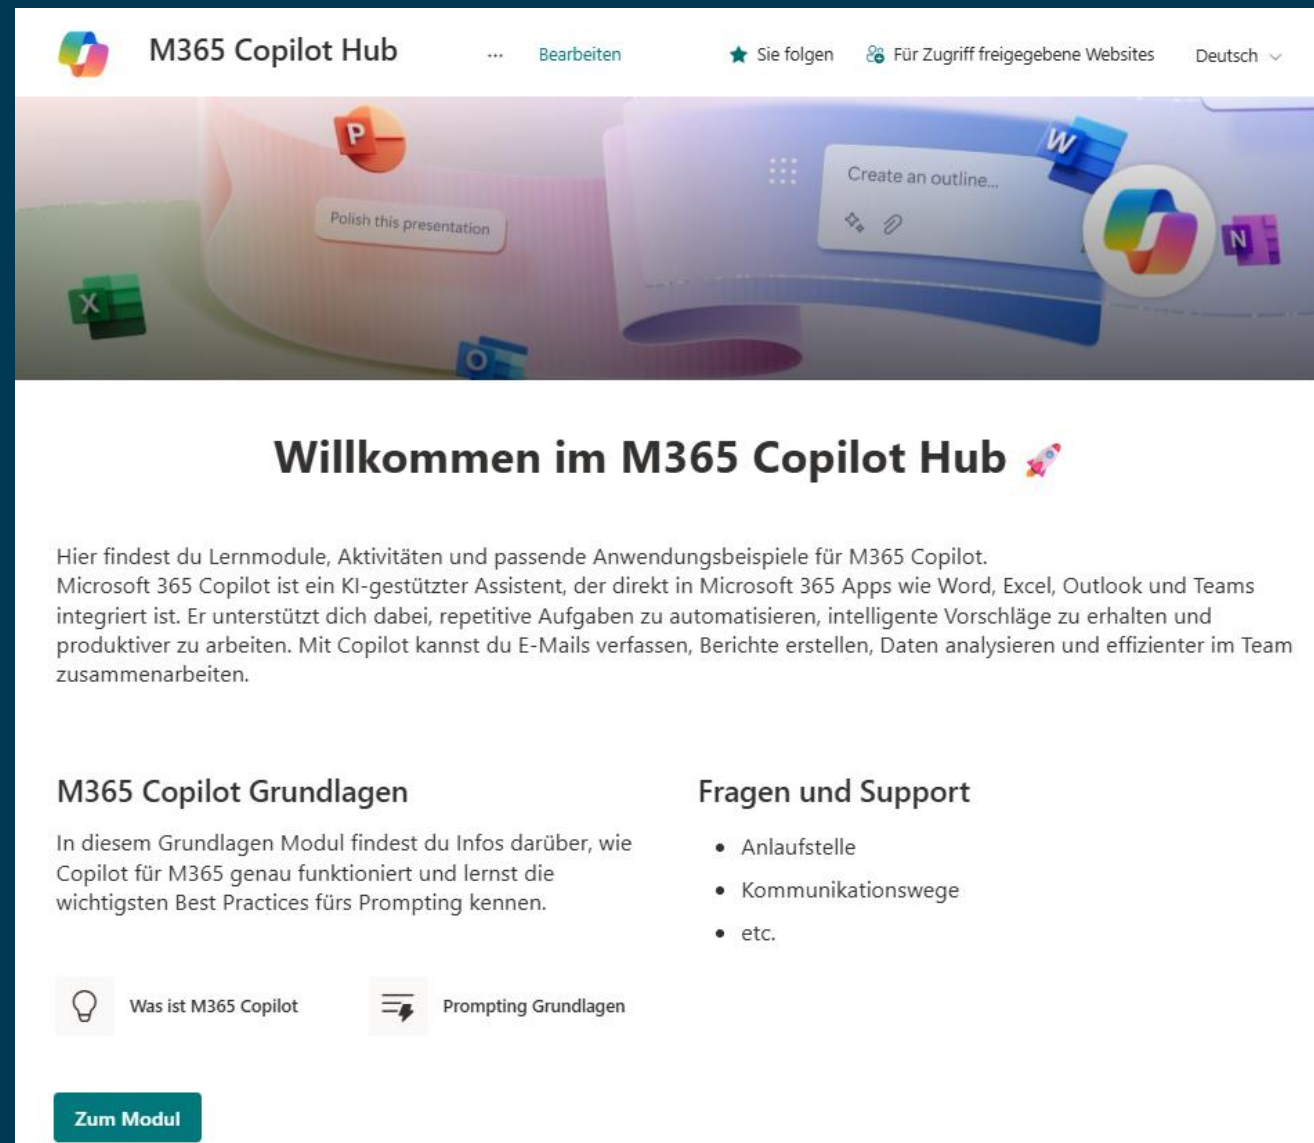 M365 Copilot Hub
... Bearbeiten
Sie folgen
Für Zugriff freigegebene Websites
Deutsch
P
Polish this presentation
W
Create an outline...
N
X
O
Willkommen im M365 Copilot Hub 🚀
Hier findest du Lernmodule, Aktivitäten und passende Anwendungsbeispiele für M365 Copilot.
Microsoft 365 Copilot ist ein KI-gestützter Assistent, der direkt in Microsoft 365 Apps wie Word, Excel, Outlook und Teams
integriert ist. Er unterstützt dich dabei, repetitive Aufgaben zu automatisieren, intelligente Vorschläge zu erhalten und
produktiver zu arbeiten. Mit Copilot kannst du E-Mails verfassen, Berichte erstellen, Daten analysieren und effizienter im Team
zusammenarbeiten.
M365 Copilot Grundlagen
In diesem Grundlagen Modul findest du Infos darüber, wie
Copilot für M365 genau funktioniert und lernst die
wichtigsten Best Practices fürs Prompting kennen.
Was ist M365 Copilot
Prompting Grundlagen
Zum Modul
Fragen und Support
• Anlaufstelle
• Kommunikationswege
• etc.